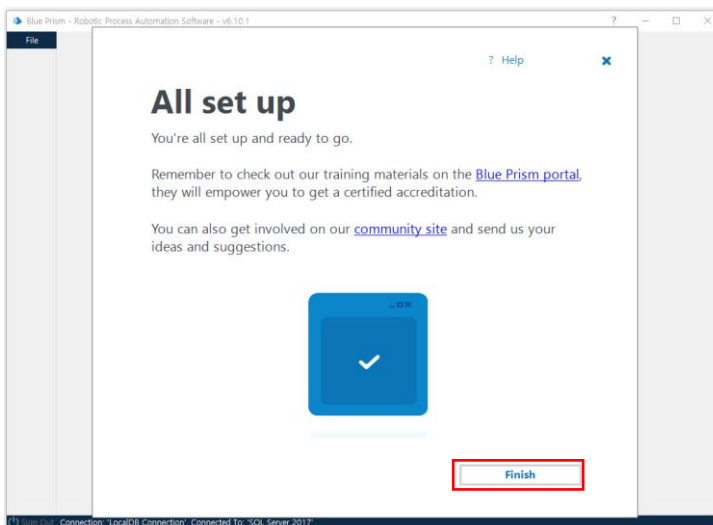 Blue Prism - Robotic Process Automation Software - v6.10.1
File
? Help
All set up
You're all set up and ready to go.
Remember to check out our training materials on the Blue Prism portal,
they will empower you to get a certified accreditation.
You can also get involved on our community site and send us your
ideas and suggestions.
Finish
Sign Out Connection: 'LocalDB Connection'. Connected To: 'SQL Server 2017'